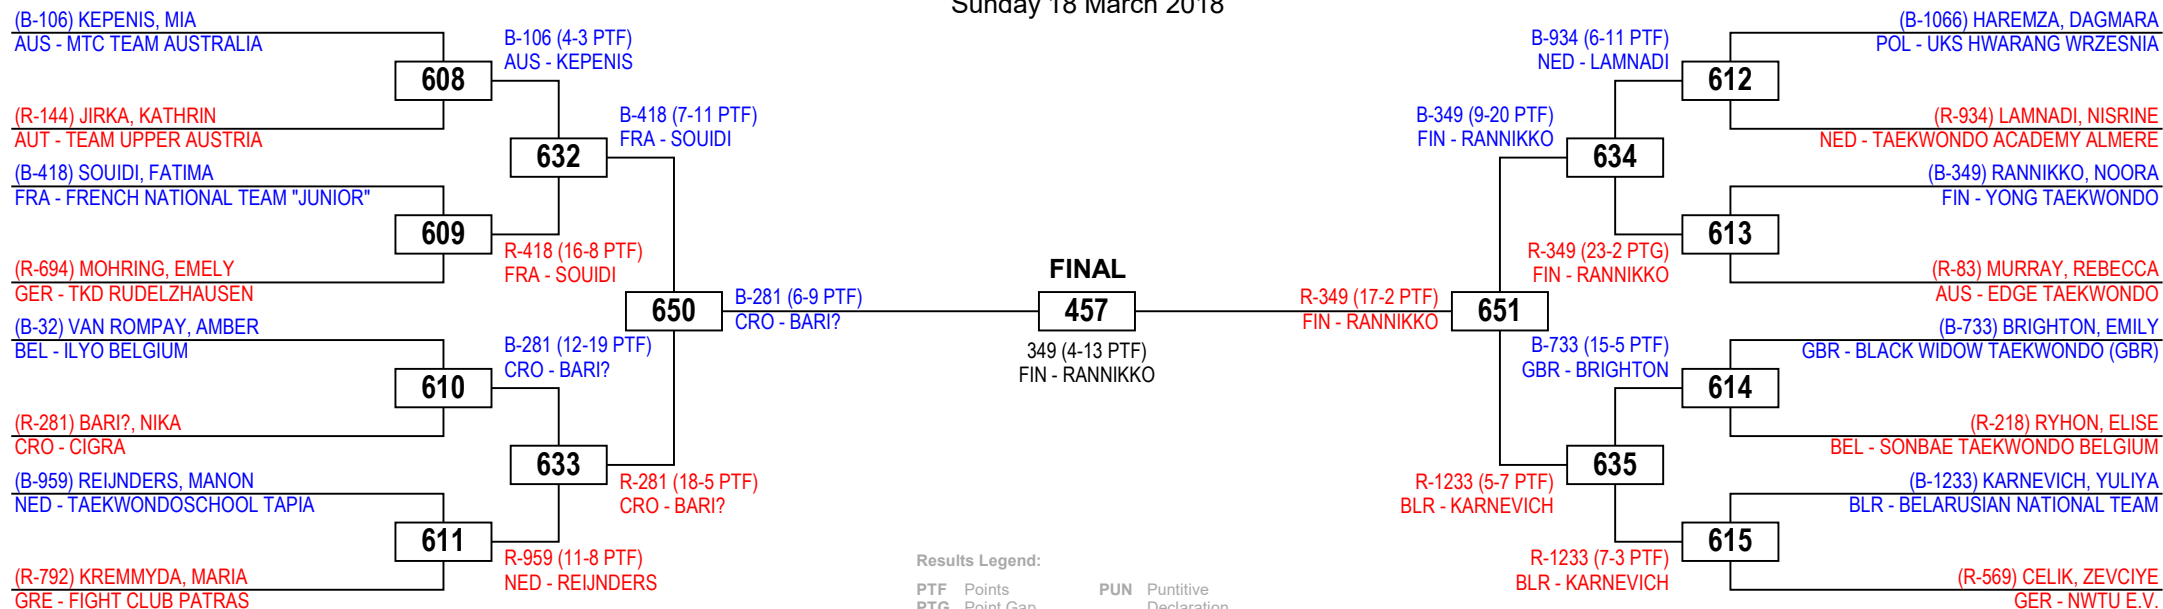 Sunday 18 March 2018
(B-106) KEPENIS, MIA
AUS - MTC TEAM AUSTRALIA
608
(R-144) JIRKA, KATHRIN
AUT - TEAM UPPER AUSTRIA
(B-418) SOUIDI, FATIMA
FRA - FRENCH NATIONAL TEAM "JUNIOR"
609
(R-694) MOHRING, EMELY
GER - TKD RUDELZHAUSEN
(B-32) VAN ROMPAY, AMBER
BEL - ILYO BELGIUM
610
(R-281) BARI?, NIKA
CRO - CIGRA
(B-959) REIJNDERS, MANON
NED - TAEKWONDOSCHOOL TAPIA
611
(R-792) KREMMYDA, MARIA
GRE - FIGHT CLUB PATRAS
B-106 (4-3 PTF)
AUS - KEPENIS
632
R-418 (16-8 PTF)
FRA - SOUIDI
B-281 (12-19 PTF)
CRO - BARI?
633
R-959 (11-8 PTF)
NED - REIJNDERS
B-418 (7-11 PTF)
FRA - SOUIDI
650
R-281 (18-5 PTF)
CRO - BARI?
B-281 (6-9 PTF)
CRO - BARI?
FINAL
457
349 (4-13 PTF)
FIN - RANNIKKO
R-349 (17-2 PTF)
FIN - RANNIKKO
B-349 (9-20 PTF)
FIN - RANNIKKO
651
R-1233 (5-7 PTF)
BLR - KARNEVICH
B-934 (6-11 PTF)
NED - LAMNADI
634
R-349 (23-2 PTG)
FIN - RANNIKKO
B-733 (15-5 PTF)
GBR - BRIGHTON
635
R-1233 (7-3 PTF)
BLR - KARNEVICH
(B-1066) HAREMZA, DAGMARA
POL - UKS HWARANG WRZESNIA
612
(R-934) LAMNADI, NISRINE
NED - TAEKWONDO ACADEMY ALMERE
(B-349) RANNIKKO, NOORA
FIN - YONG TAEKWONDO
613
(R-83) MURRAY, REBECCA
AUS - EDGE TAEKWONDO
(B-733) BRIGHTON, EMILY
GBR - BLACK WIDOW TAEKWONDO (GBR)
614
(R-218) RYHON, ELISE
BEL - SONBAE TAEKWONDO BELGIUM
(B-1233) KARNEVICH, YULIYA
BLR - BELARUSIAN NATIONAL TEAM
615
(R-569) CELIK, ZEVCIYE
GER - NWTU E.V.
Results Legend:
PTF Points PUN Puntitive
PTG Point Gap Declaration